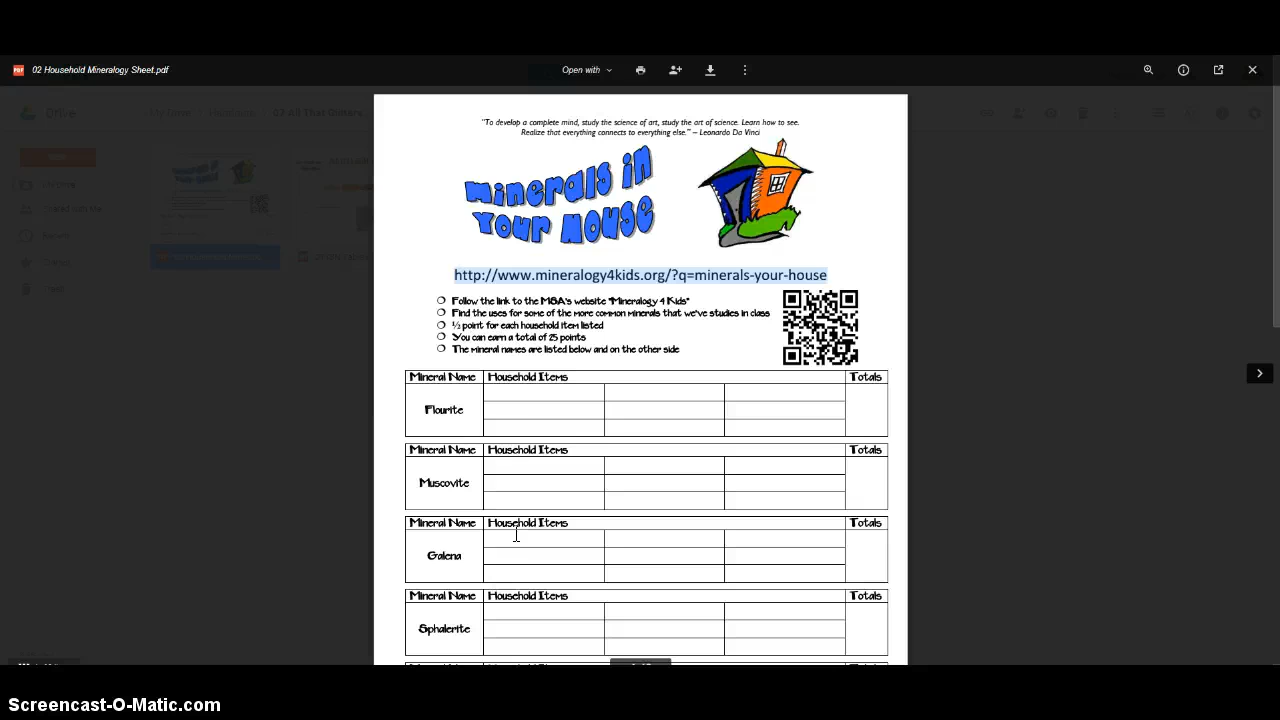 02 Household Mineralogy Sheet.pdf
Open with
Drive
"To develop a complete mind, study the science of art, study the art of science. Learn how to see.
Realize that everything connects to everything else." – Leonardo Da Vinci
Minerals in
Your House
http://www.mineralogy4kids.org/?q=minerals-your-house
Follow the link to the MSA's website "Mineralogy 4 Kids"
Find the uses for some of the more common minerals that we've studies in class
½ point for each household item listed
You can earn a total of 25 points
The mineral names are listed below and on the other side
Mineral Name Household Items Totals
Flourite
Mineral Name Household Items Totals
Muscovite
Mineral Name Household Items Totals
Galena
Mineral Name Household Items Totals
Sphalerite
Screencast-O-Matic.com